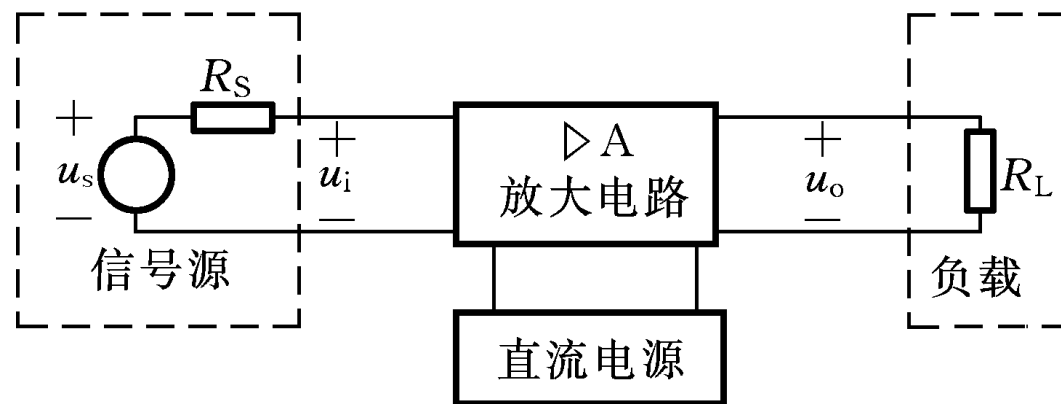 R_S
+
+
+
▷ A
u_s
u_i
放大电路
u_o
R_L
−
−
−
信号源
负载
直流电源